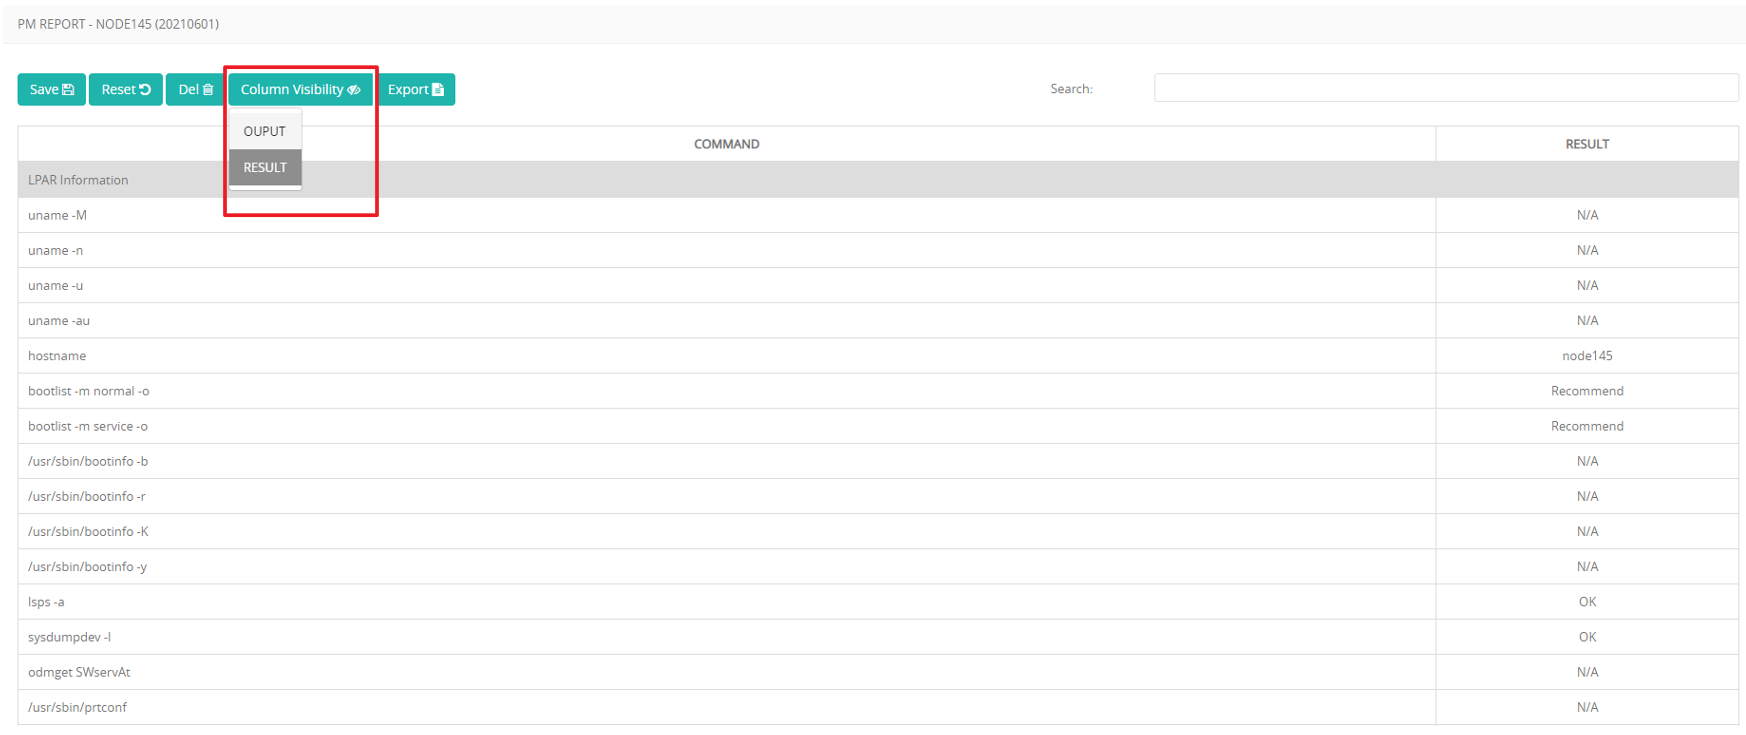 PM REPORT - NODE145 (20210601)
Save Reset Del Column Visibility Export Search:
OUPUT
RESULT
COMMAND RESULT
LPAR Information
uname -M N/A
uname -n N/A
uname -u N/A
uname -au N/A
hostname node145
bootlist -m normal -o Recommend
bootlist -m service -o Recommend
/usr/sbin/bootinfo -b N/A
/usr/sbin/bootinfo -r N/A
/usr/sbin/bootinfo -K N/A
/usr/sbin/bootinfo -y N/A
lsps -a OK
sysdumpdev -l OK
odmget SWservAt N/A
/usr/sbin/prtconf N/A